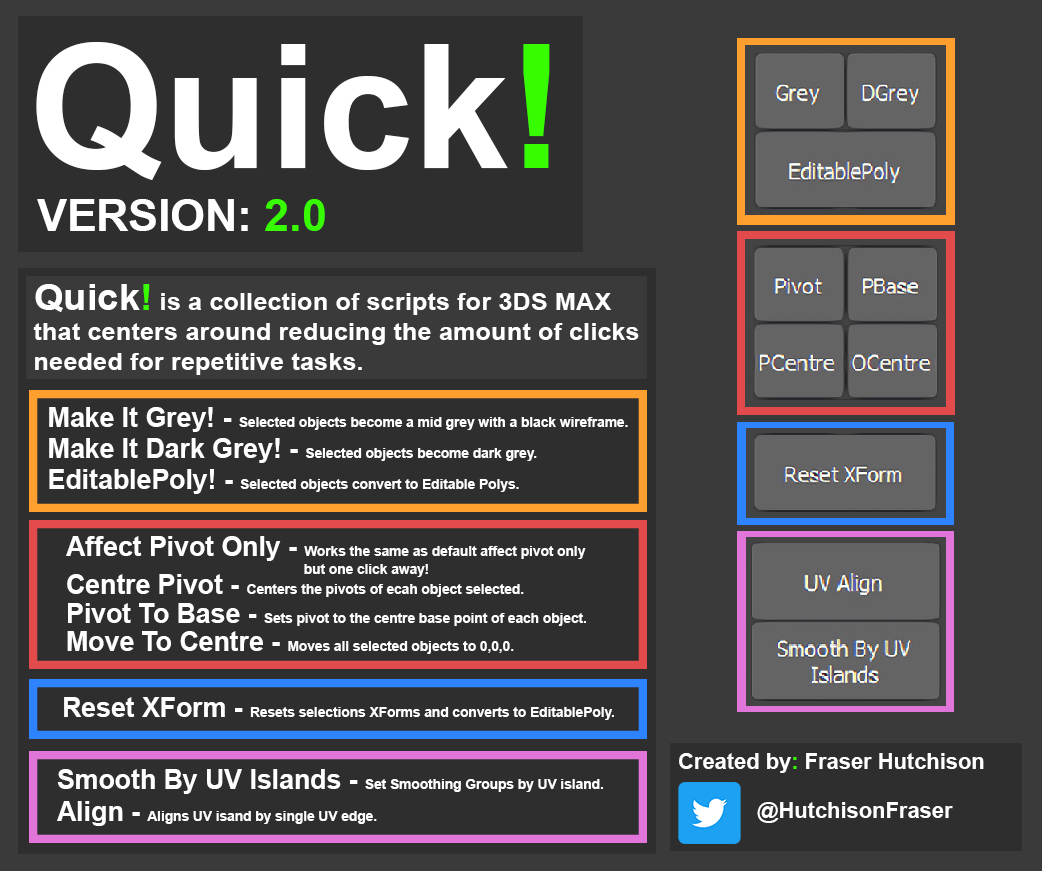 Quick!
VERSION: 2.0
Quick! is a collection of scripts for 3DS MAX
that centers around reducing the amount of clicks
needed for repetitive tasks.
Make It Grey! - Selected objects become a mid grey with a black wireframe.
Make It Dark Grey! - Selected objects become dark grey.
EditablePoly! - Selected objects convert to Editable Polys.
Affect Pivot Only - Works the same as default affect pivot only
but one click away!
Centre Pivot - Centers the pivots of ecah object selected.
Pivot To Base - Sets pivot to the centre base point of each object.
Move To Centre - Moves all selected objects to 0,0,0.
Reset XForm - Resets selections XForms and converts to EditablePoly.
Smooth By UV Islands - Set Smoothing Groups by UV island.
Align - Aligns UV isand by single UV edge.
Grey DGrey
EditablePoly
Pivot PBase
PCentre OCentre
Reset XForm
UV Align
Smooth By UV
Islands
Created by: Fraser Hutchison
@HutchisonFraser